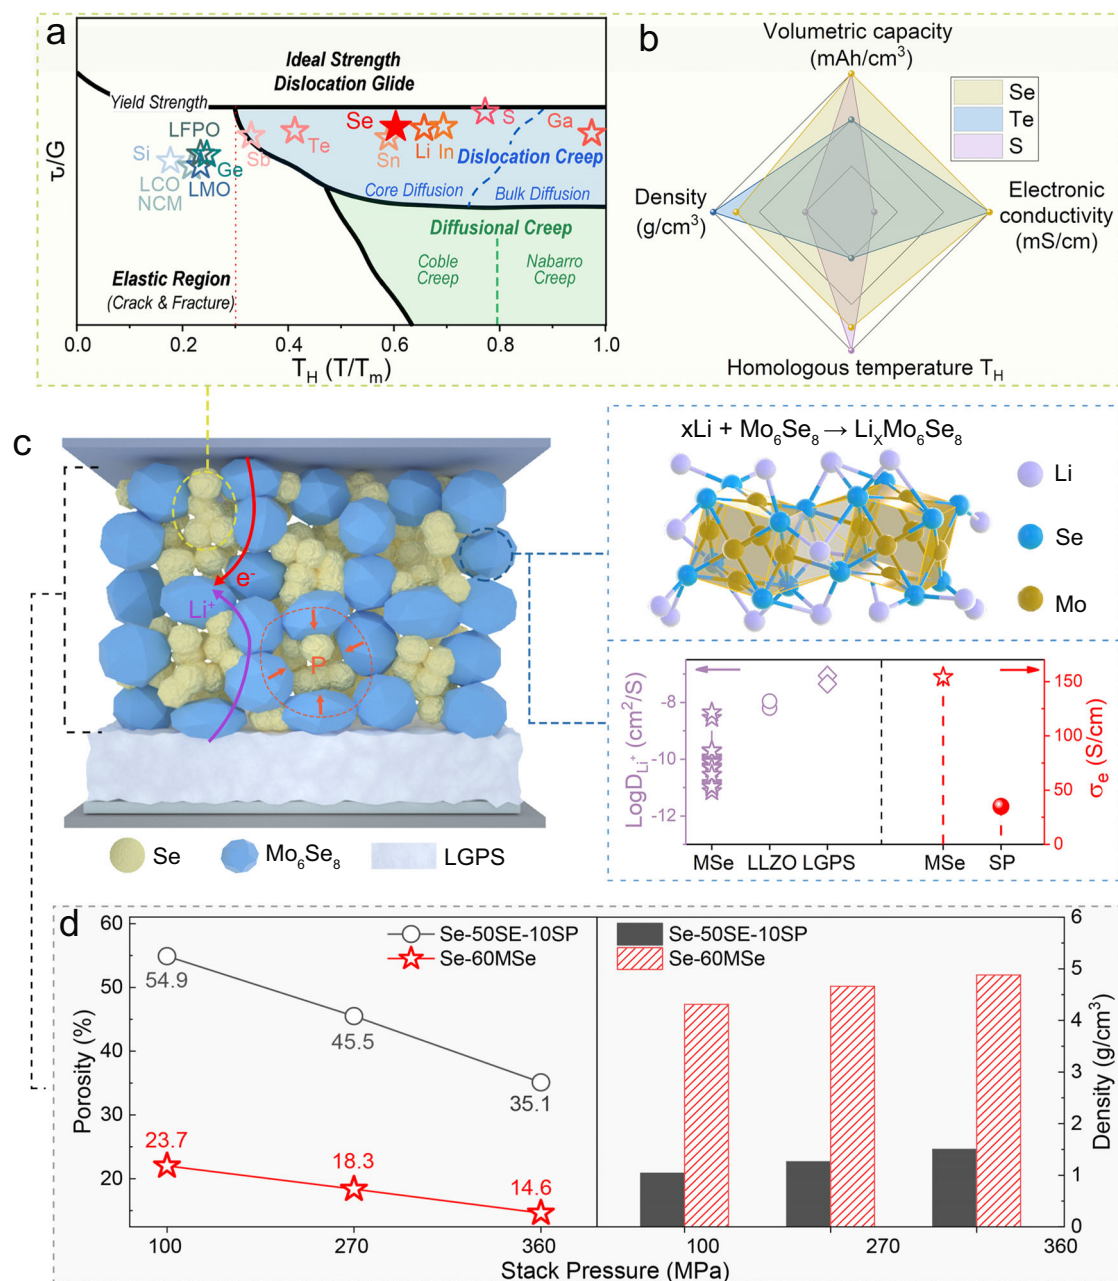 a
Ideal Strength
Dislocation Glide
Yield Strength
LFPO
Si
Ge
LCO
LMO
NCM
Sb
Te
Se
Sn
Li
In
S
Ga
Dislocation Creep
Core Diffusion
Bulk Diffusion
Diffusional Creep
Coble
Creep
Nabarro
Creep
Elastic Region
(Crack & Fracture)
τ/G
0.0 0.2 0.4 0.6 0.8 1.0
T_H (T/T_m)
b
Volumetric capacity
(mAh/cm³)
Se
Te
S
Density
(g/cm³)
Electronic
conductivity
(mS/cm)
Homologous temperature T_H
c
e⁻
Li⁺
P
Se
Mo₆Se₈
LGPS
xLi + Mo₆Se₈ → LiₓMo₆Se₈
Li
Se
Mo
LogD_Li⁺ (cm²/S)
-8
-10
-12
MSe LLZO LGPS MSe SP
150
100
50
0
σₑ (S/cm)
d
Porosity (%)
60
50
40
30
20
Se-50SE-10SP
Se-60MSe
54.9
45.5
35.1
23.7
18.3
14.6
100 270 360
Se-50SE-10SP
Se-60MSe
6
5
4
3
2
1
0
Density (g/cm³)
100 270 360
Stack Pressure (MPa)